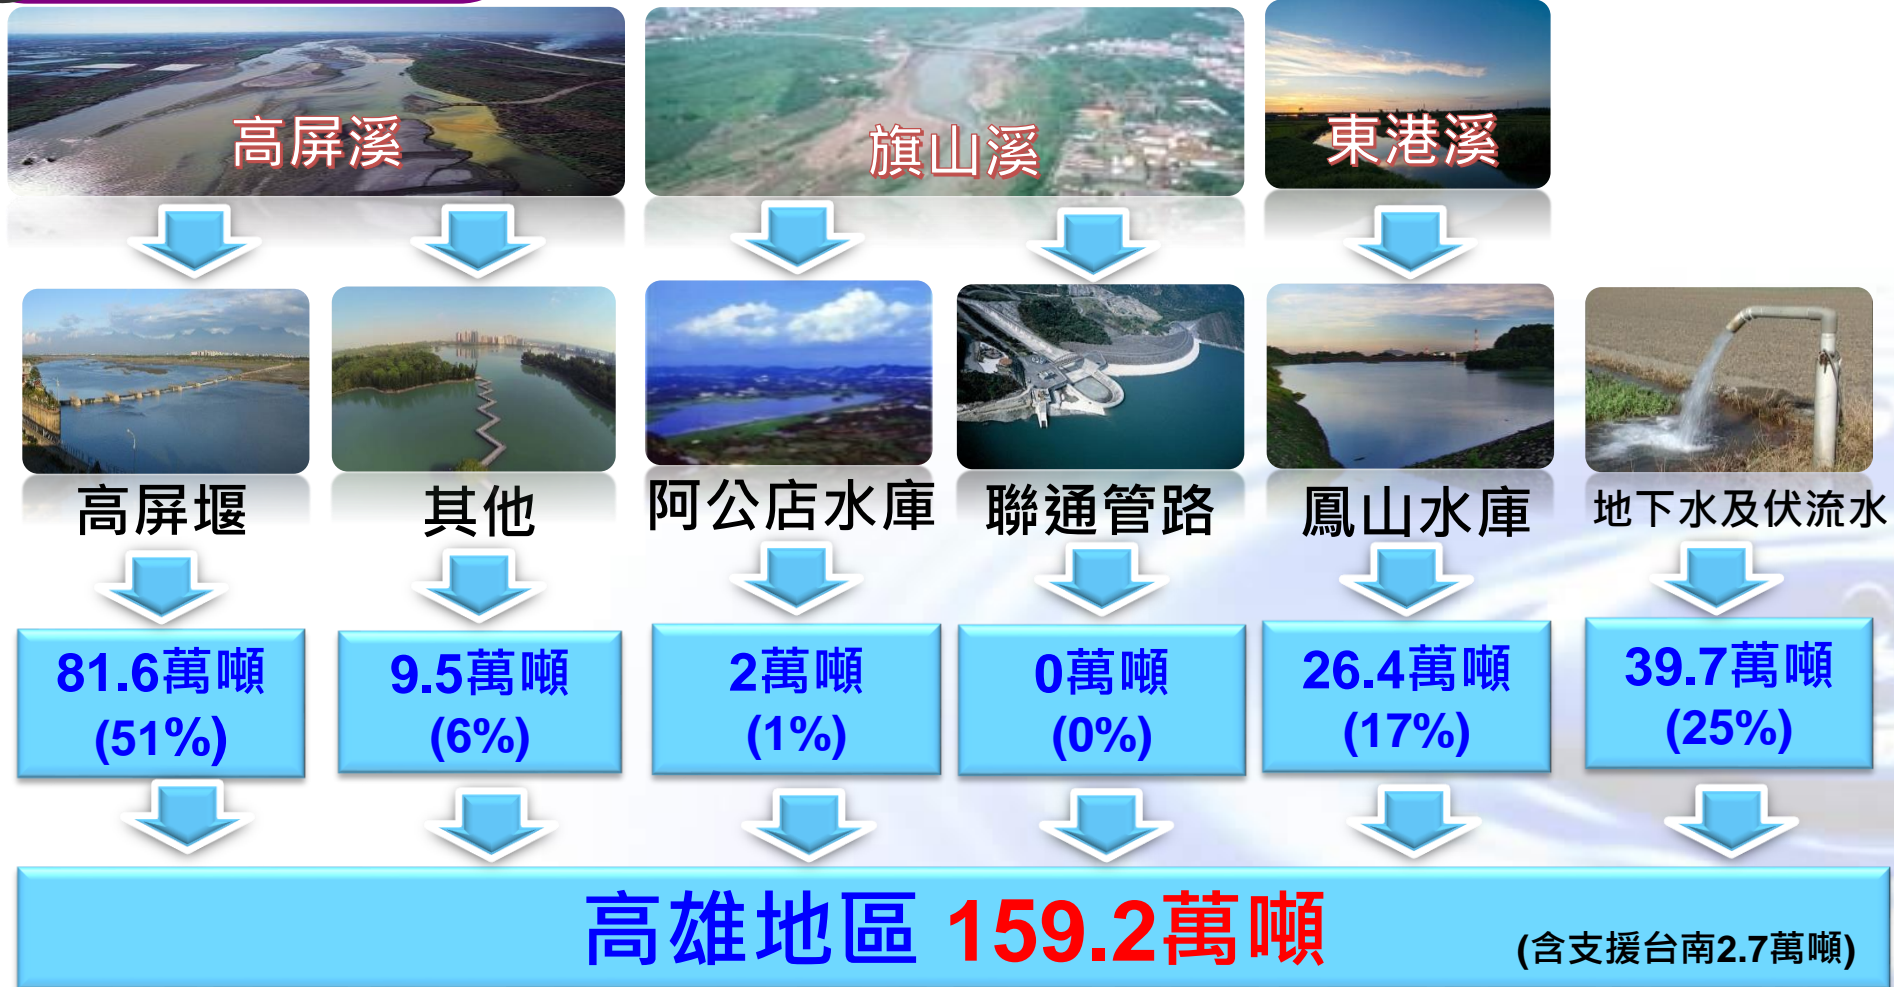 高屏溪
旗山溪
東港溪
高屏堰
其他
阿公店水庫
聯通管路
鳳山水庫
地下水及伏流水
81.6萬噸
(51%)
9.5萬噸
(6%)
2萬噸
(1%)
0萬噸
(0%)
26.4萬噸
(17%)
39.7萬噸
(25%)
高雄地區 159.2萬噸
(含支援台南2.7萬噸)